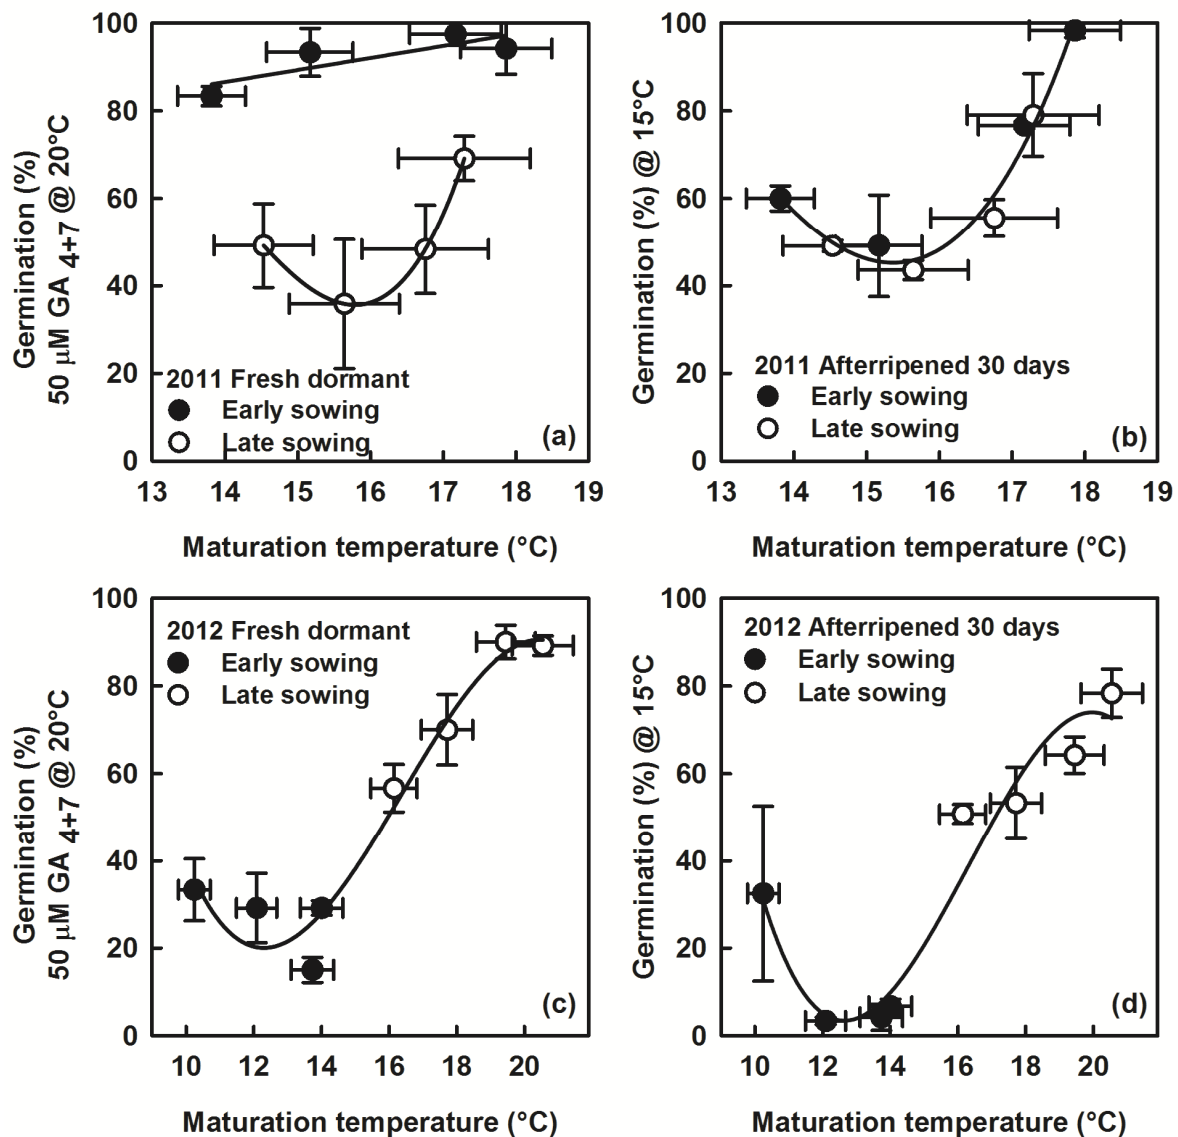 Germination (%)
50 μM GA 4+7 @ 20°C
100
80
60
40
20
0
2011 Fresh dormant
Early sowing
Late sowing
(a)
13 14 15 16 17 18 19
Maturation temperature (°C)
Germination (%) @ 15°C
100
80
60
40
20
0
2011 Afterripened 30 days
Early sowing
Late sowing
(b)
13 14 15 16 17 18 19
Maturation temperature (°C)
Germination (%)
50 μM GA 4+7 @ 20°C
100
80
60
40
20
0
2012 Fresh dormant
Early sowing
Late sowing
(c)
10 12 14 16 18 20
Maturation temperature (°C)
Germination (%) @ 15°C
100
80
60
40
20
0
2012 Afterripened 30 days
Early sowing
Late sowing
(d)
10 12 14 16 18 20
Maturation temperature (°C)